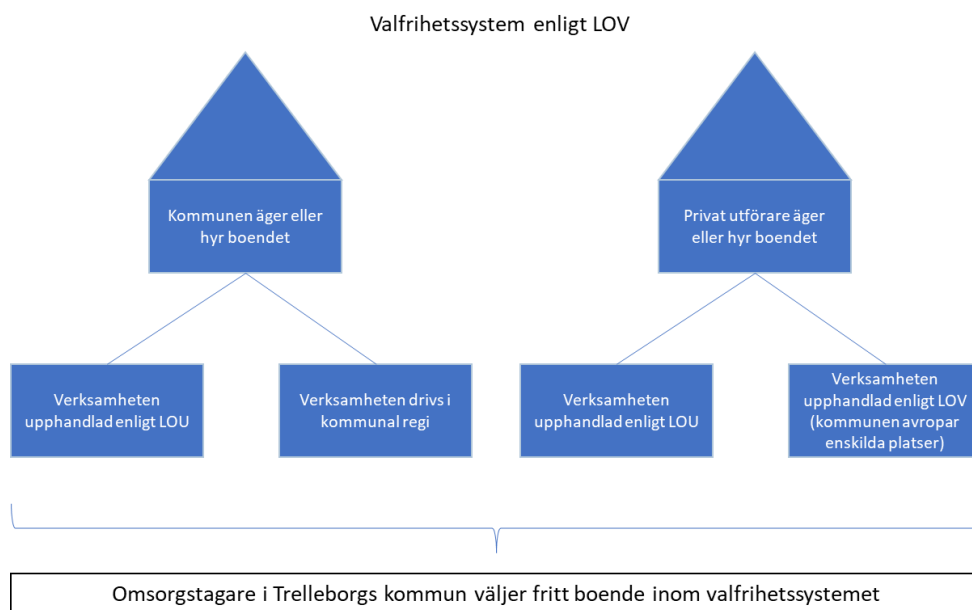 Valfrihetssystem enligt LOV
Kommunen äger eller
hyr boendet
Privat utförare äger
eller hyr boendet
Verksamheten
upphandlad enligt LOU
Verksamheten drivs i
kommunal regi
Verksamheten
upphandlad enligt LOU
Verksamheten
upphandlad enligt LOV
(kommunen avropar
enskilda platser)
Omsorgstagare i Trelleborgs kommun väljer fritt boende inom valfrihetssystemet